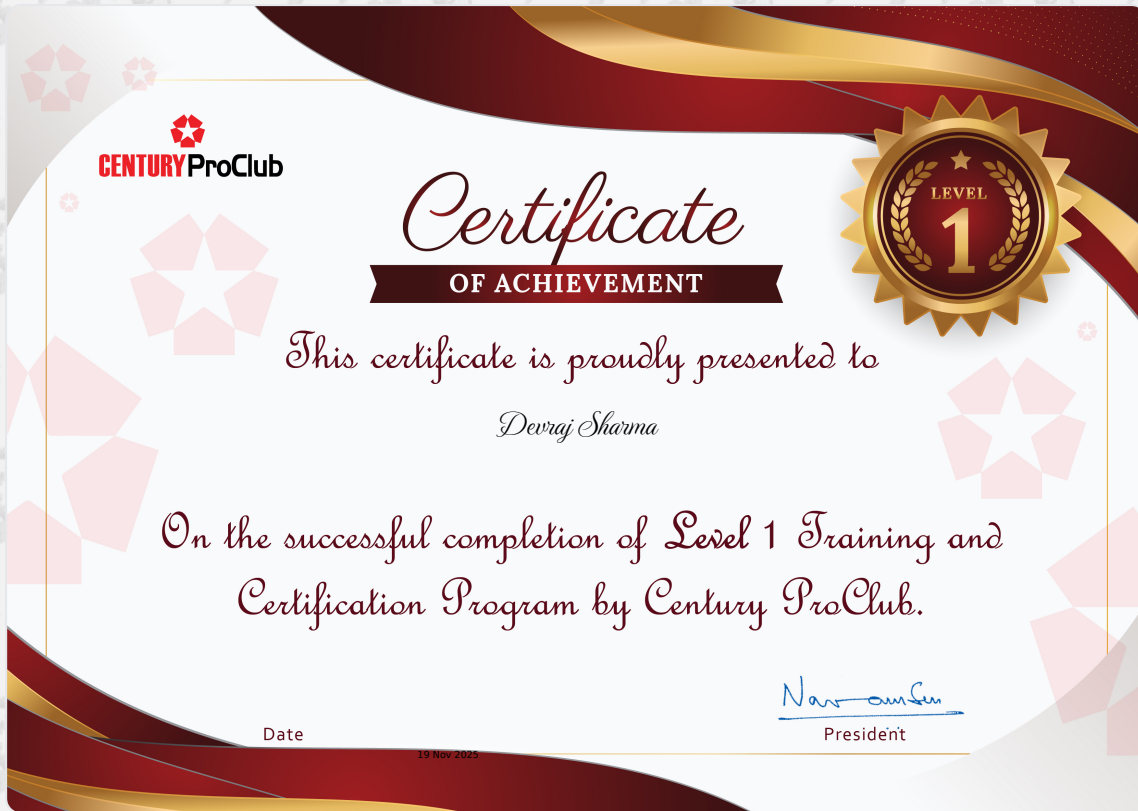 CENTURY ProClub
Certificate
OF ACHIEVEMENT
LEVEL
1
This certificate is proudly presented to
Devraj Sharma
On the successful completion of Level 1 Training and
Certification Program by Century ProClub.
Date
President
19 Nov 2025